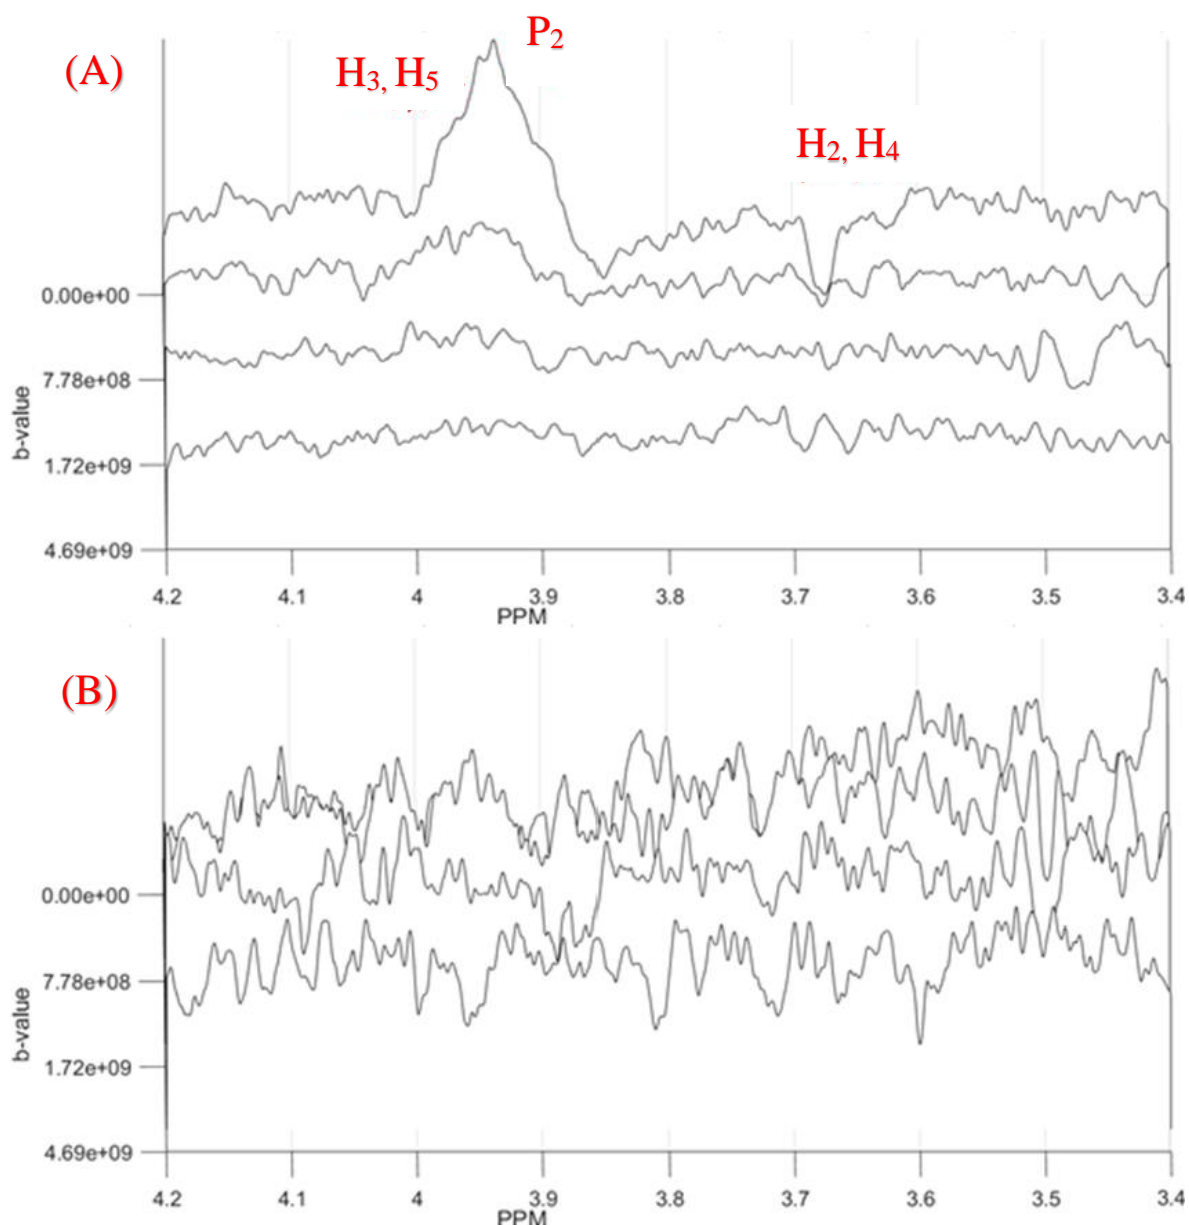 (A)
P2
H3, H5
H2, H4
0.00e+00
7.78e+08
1.72e+09
4.69e+09
b-value
4.2 4.1 4 3.9 3.8 3.7 3.6 3.5 3.4
PPM
(B)
0.00e+00
7.78e+08
1.72e+09
4.69e+09
b-value
4.2 4.1 4 3.9 3.8 3.7 3.6 3.5 3.4
PPM